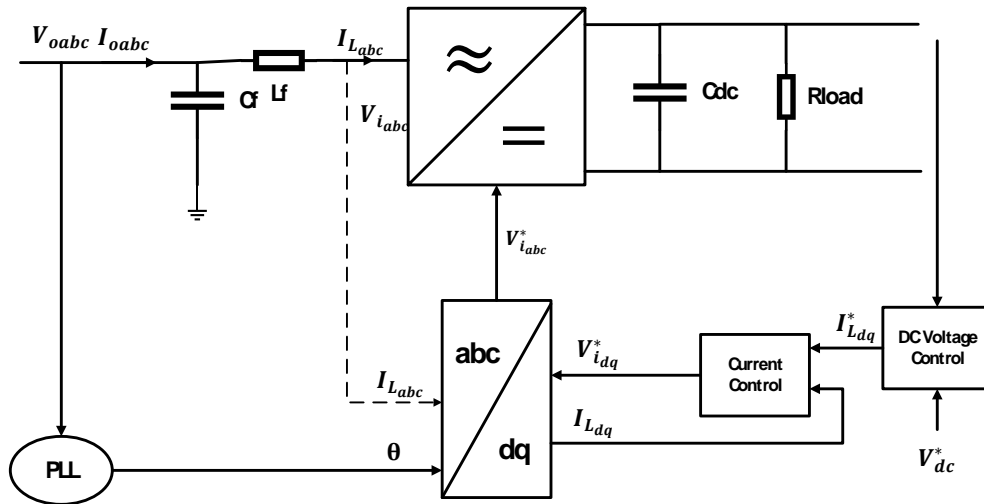 V_oabc I_oabc
I_Labc
Cf
Lf
V_iabc
Cdc
Rload
V*_iabc
abc
dq
I_Labc
V*_idq
I_Ldq
Current
Control
I*_Ldq
DC Voltage
Control
V*_dc
PLL
θ